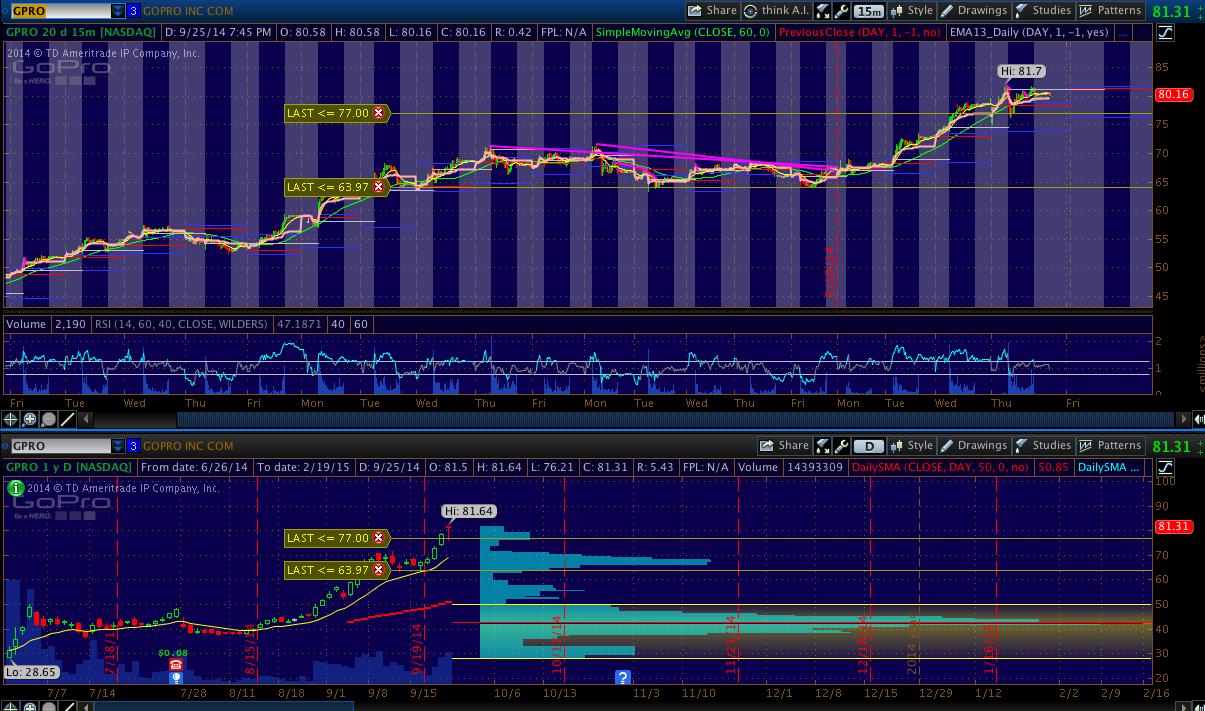 GPRO 3 GOPRO INC COM Share think A.I. 15m Style Drawings Studies Patterns 81.31
GPRO 20 d 15m [NASDAQ] D: 9/25/14 7:45 PM O: 80.58 H: 80.58 L: 80.16 C: 80.16 R: 0.42 FPL: N/A SimpleMovingAvg (CLOSE, 60, 0) PreviousClose (DAY, 1, -1, no) EMA13_Daily (DAY, 1, -1, yes) ...
2014 © TD Ameritrade IP Company, Inc.
GoPro
Be a HERO.
Hi: 81.7
85
80.16
LAST <= 77.00
75
70
LAST <= 63.97
65
60
55
50
45
9/19/14
Volume 2,190 RSI (14, 60, 40, CLOSE, WILDERS) 47.1871 40 60
2
1
0
<millions>
Fri Tue Wed Thu Fri Mon Tue Wed Thu Fri Mon Tue Wed Thu Fri Mon Tue Wed Thu Fri
GPRO 3 GOPRO INC COM Share D Style Drawings Studies Patterns 81.31
GPRO 1 y D [NASDAQ] From date: 6/26/14 To date: 2/19/15 D: 9/25/14 O: 81.5 H: 81.64 L: 76.21 C: 81.31 R: 5.43 FPL: N/A Volume 14393309 DailySMA (CLOSE, DAY, 50, 0, no) 50.85 DailySMA ...
2014 © TD Ameritrade IP Company, Inc.
GoPro
Be a HERO.
100
90
Hi: 81.64
81.31
LAST <= 77.00
70
LAST <= 63.97
60
50
40
30
20
$0.08
Lo: 28.65
7/18/14 8/15/14 9/19/14 10/17/14 11/21/14 12/18/14 2014 year 1/16/15
?
7/7 7/14 7/28 8/11 8/18 9/1 9/8 9/15 10/6 10/13 11/3 11/10 12/1 12/8 12/15 12/29 1/12 2/2 2/9 2/16